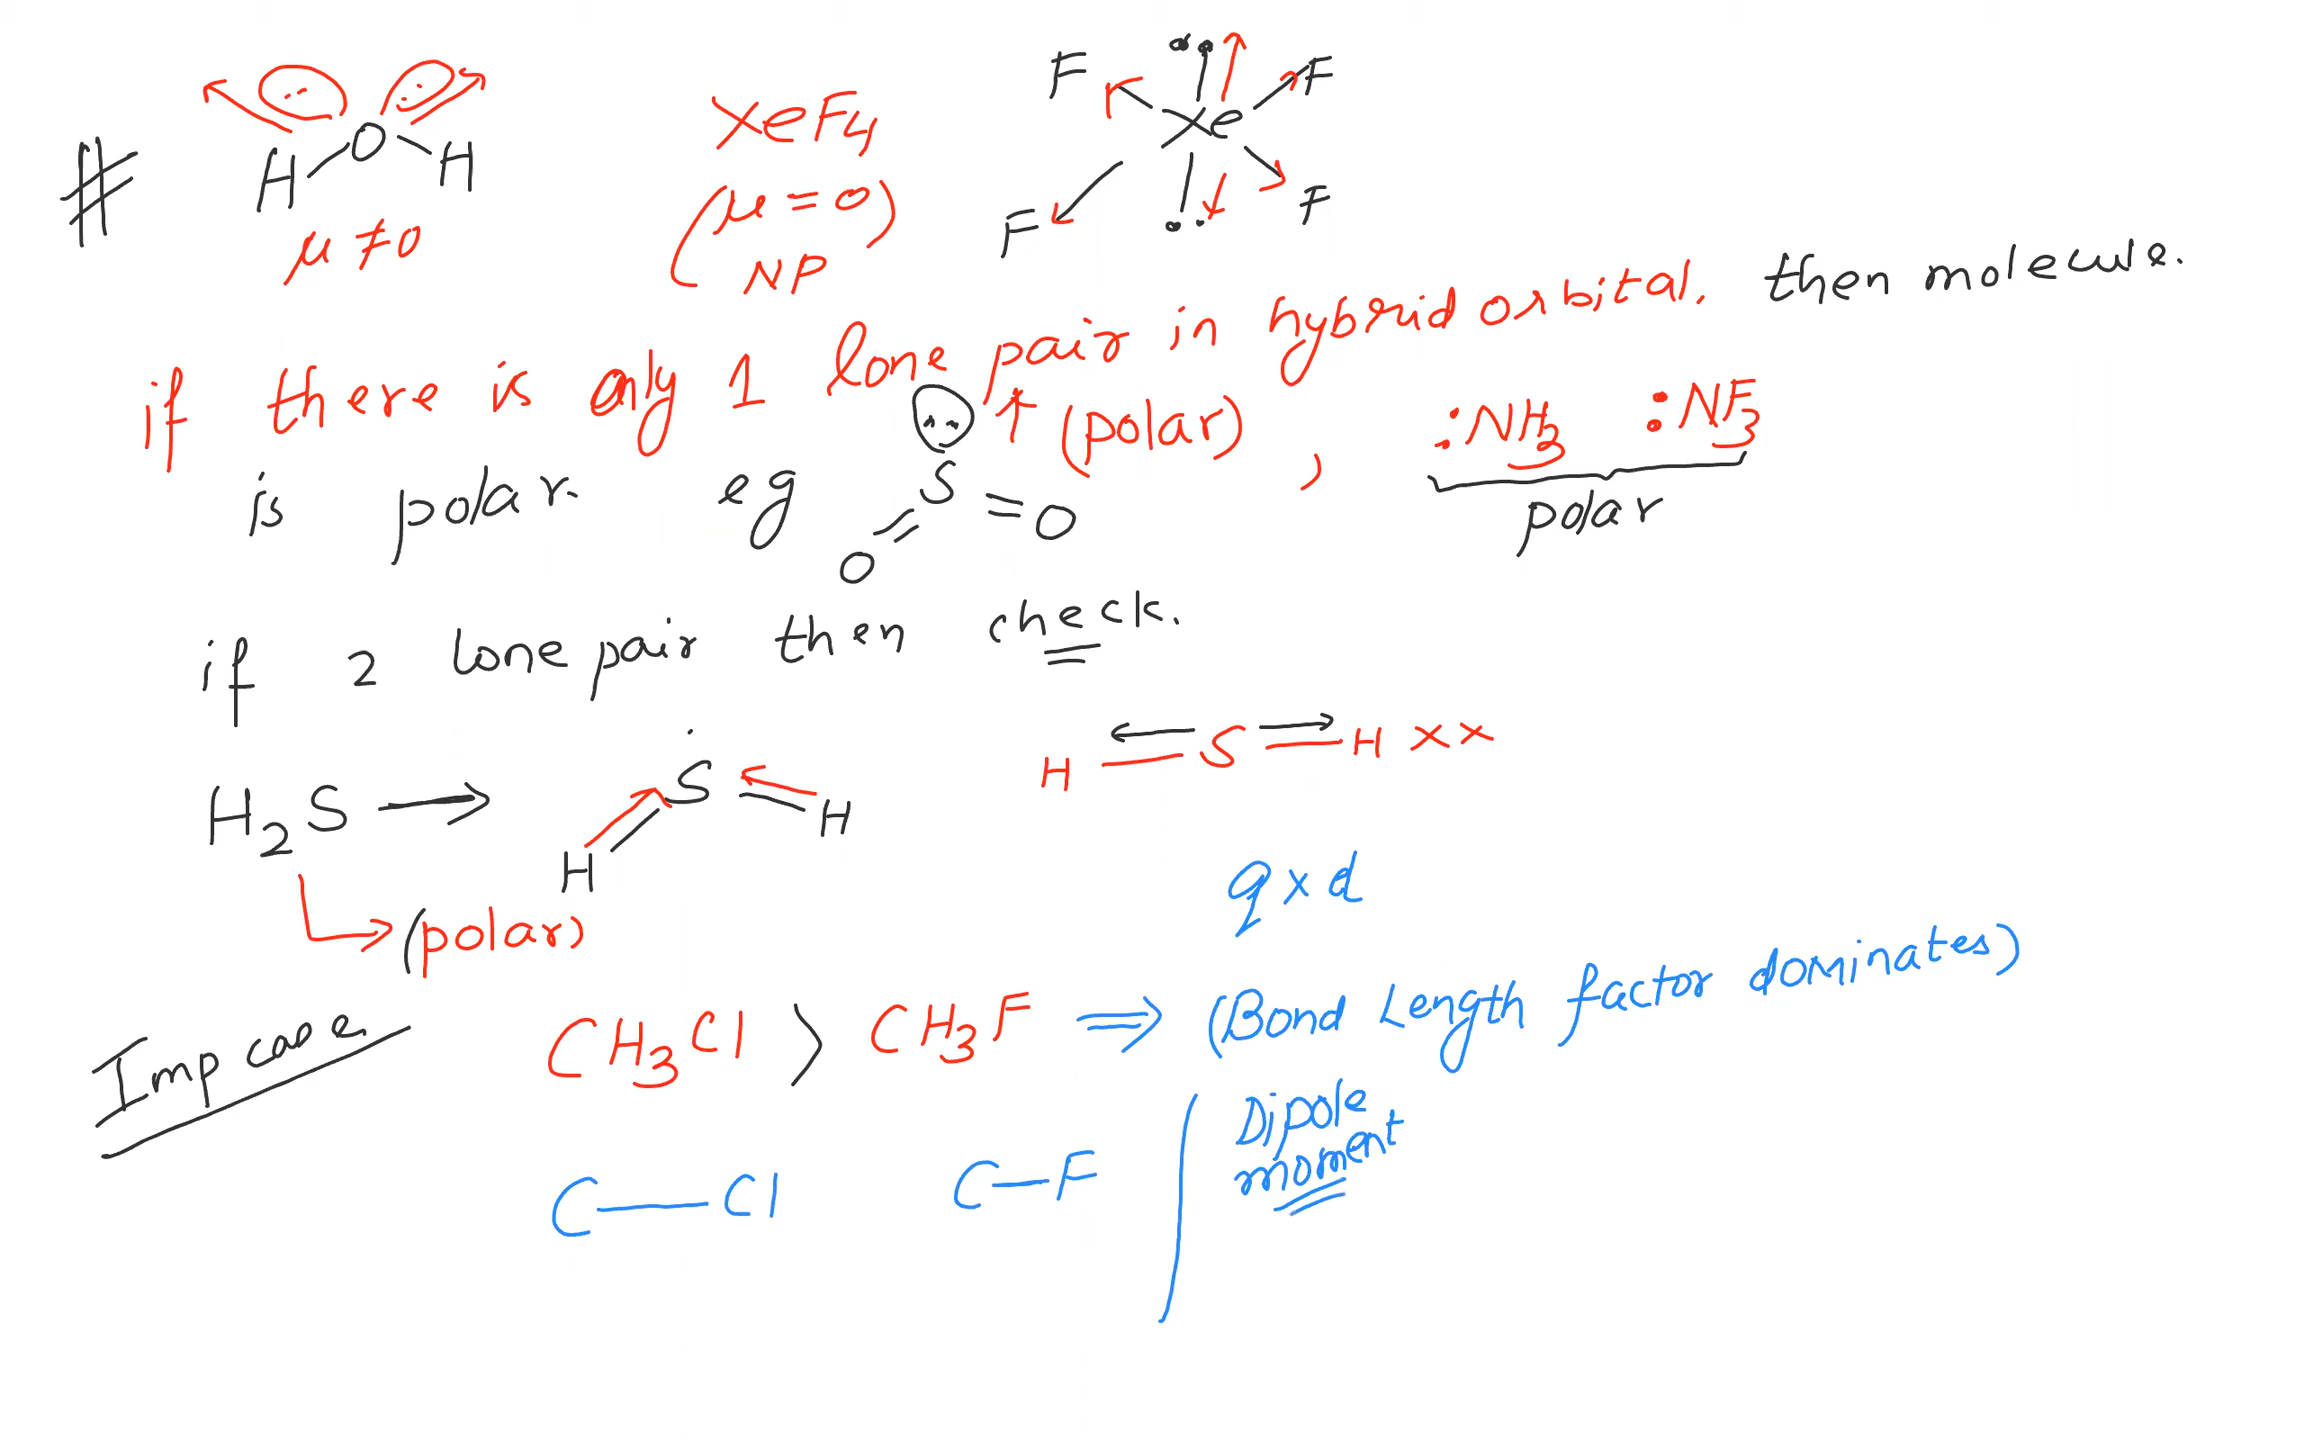 # H O H
μ ≠ 0
XeF4
(μ = 0)
NP
F F
Xe
F F
if there is only 1 lone pair in hybrid orbital, then molecule.
is polar. eg S ↑ (polar) , :NH3 :NF3
O = O
polar
if 2 lone pair then check.
H2S → S H H
H S H ××
(polar)
q × d
Imp case CH3Cl > CH3F ⇒ (Bond Length factor dominates)
C—Cl C—F Dipole
moment